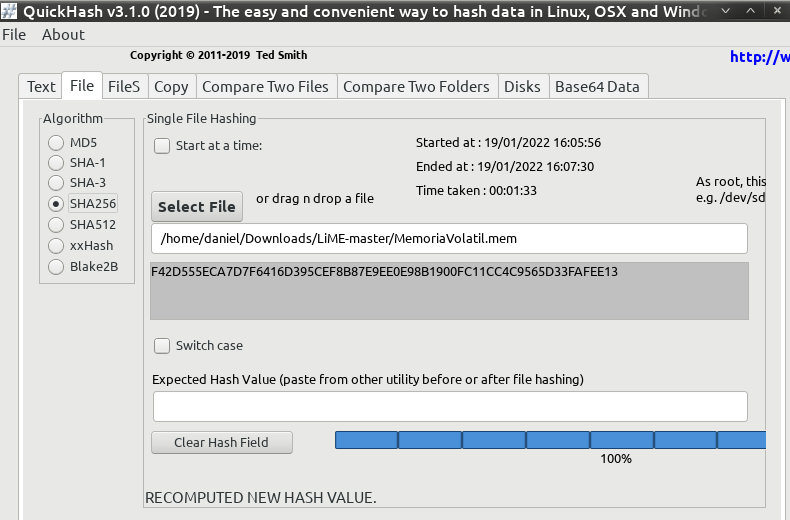 QuickHash v3.1.0 (2019) - The easy and convenient way to hash data in Linux, OSX and Windo
File About
Copyright © 2011-2019 Ted Smith
http://w
Text File FileS Copy Compare Two Files Compare Two Folders Disks Base64 Data
Algorithm
MD5
SHA-1
SHA-3
SHA256
SHA512
xxHash
Blake2B
Single File Hashing
Start at a time:
Started at : 19/01/2022 16:05:56
Ended at : 19/01/2022 16:07:30
Time taken : 00:01:33
As root, this
e.g. /dev/sd
Select File
or drag n drop a file
/home/daniel/Downloads/LiME-master/MemoriaVolatil.mem
F42D555ECA7D7F6416D395CEF8B87E9EE0E98B1900FC11CC4C9565D33FAFEE13
Switch case
Expected Hash Value (paste from other utility before or after file hashing)
Clear Hash Field
100%
RECOMPUTED NEW HASH VALUE.